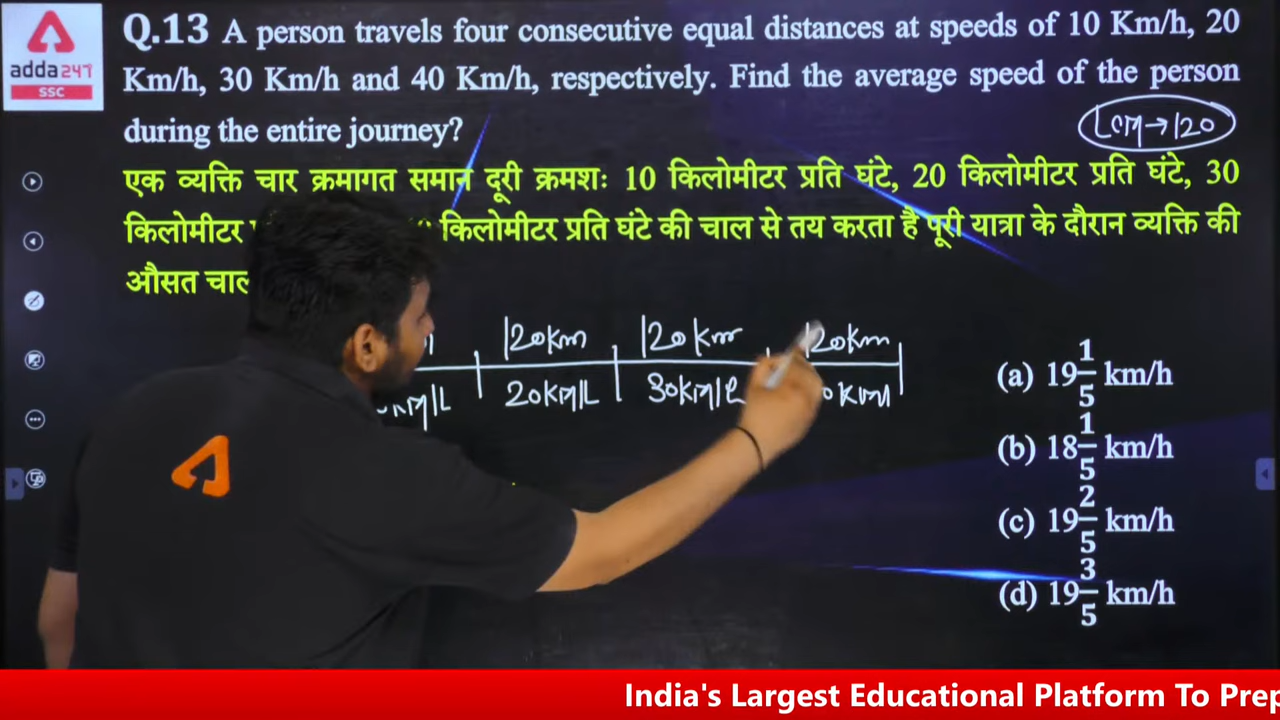 adda247
SSC
Q.13 A person travels four consecutive equal distances at speeds of 10 Km/h, 20
Km/h, 30 Km/h and 40 Km/h, respectively. Find the average speed of the person
during the entire journey?
LCM→120
एक व्यक्ति चार क्रमागत समान दूरी क्रमशः 10 किलोमीटर प्रति घंटे, 20 किलोमीटर प्रति घंटे, 30
किलोमीटर किलोमीटर प्रति घंटे की चाल से तय करता है पूरी यात्रा के दौरान व्यक्ति की
औसत चाल
120km 120km 120km
20km/h 30km/h
(a) 19 1/5 km/h
(b) 18 1/5 km/h
(c) 19 2/5 km/h
(d) 19 3/5 km/h
India's Largest Educational Platform To Prep